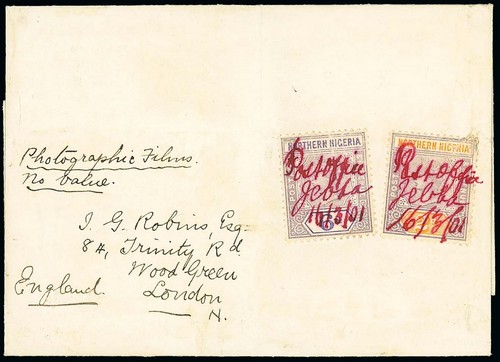 Photographic Films.
No value.
J. G. Robins, Esq.
84, Trinity Rd.
Wood Green
London
N.
England.
NORTHERN NIGERIA
Post Office
Jebba
16/3/01
NORTHERN NIGERIA
Post Office
Jebba
16/3/01